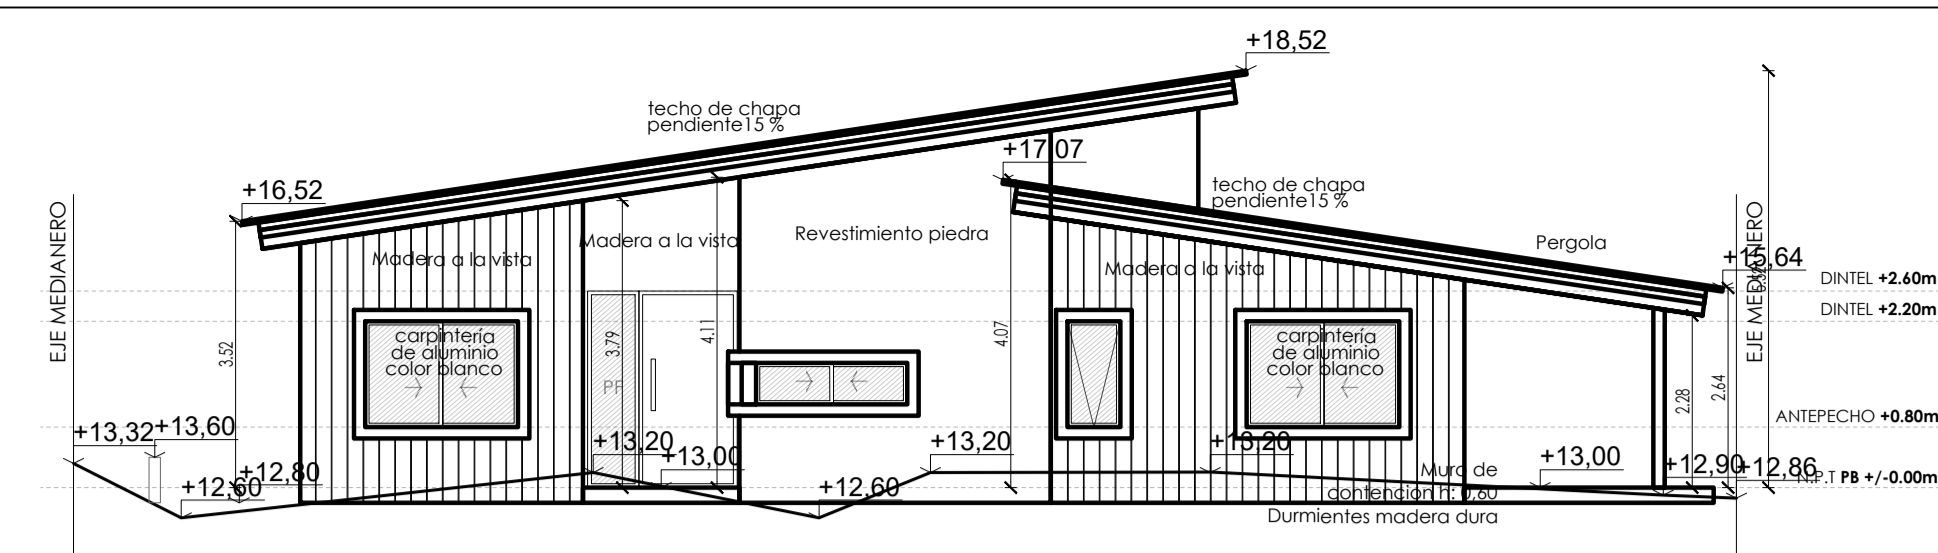 +18,52
techo de chapa
pendiente15 %
+17,07
+16,52
techo de chapa
pendiente15 %
EJE MEDIANERO
Madera a la vista
Madera a la vista
Revestimiento piedra
Madera a la vista
Pergola
+15,64
EJE MEDIANERO
DINTEL +2.60m
DINTEL +2.20m
carpintería
de aluminio
color blanco
carpintería
de aluminio
color blanco
3.52
3.79
4.11
4.07
2.28
2.64
PF
ANTEPECHO +0.80m
+13,32
+13,60
+13,20
+13,00
+13,20
+13,20
+13,00
+12,90
+12,86
+12,80
+12,60
+12,60
N.P.T PB +/-0.00m
Muro de
contencion h: 0,60
Durmientes madera dura